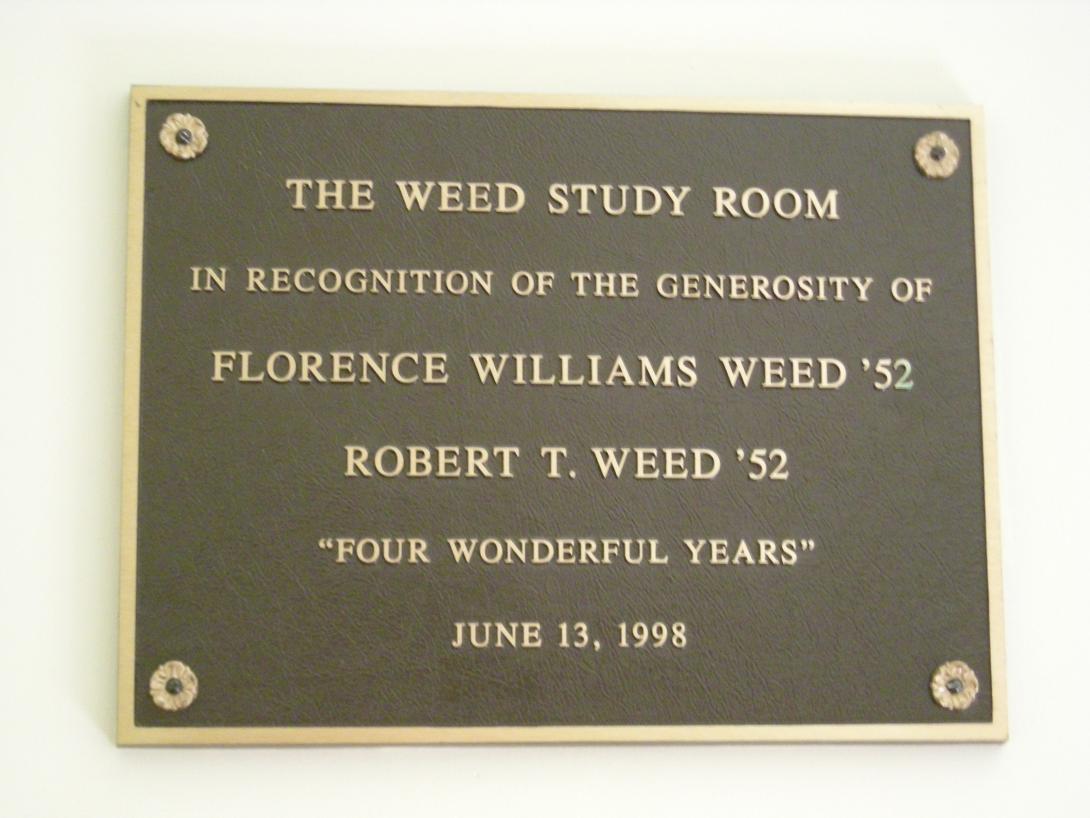 THE WEED STUDY ROOM
IN RECOGNITION OF THE GENEROSITY OF
FLORENCE WILLIAMS WEED ’52
ROBERT T. WEED ’52
“FOUR WONDERFUL YEARS”
JUNE 13, 1998